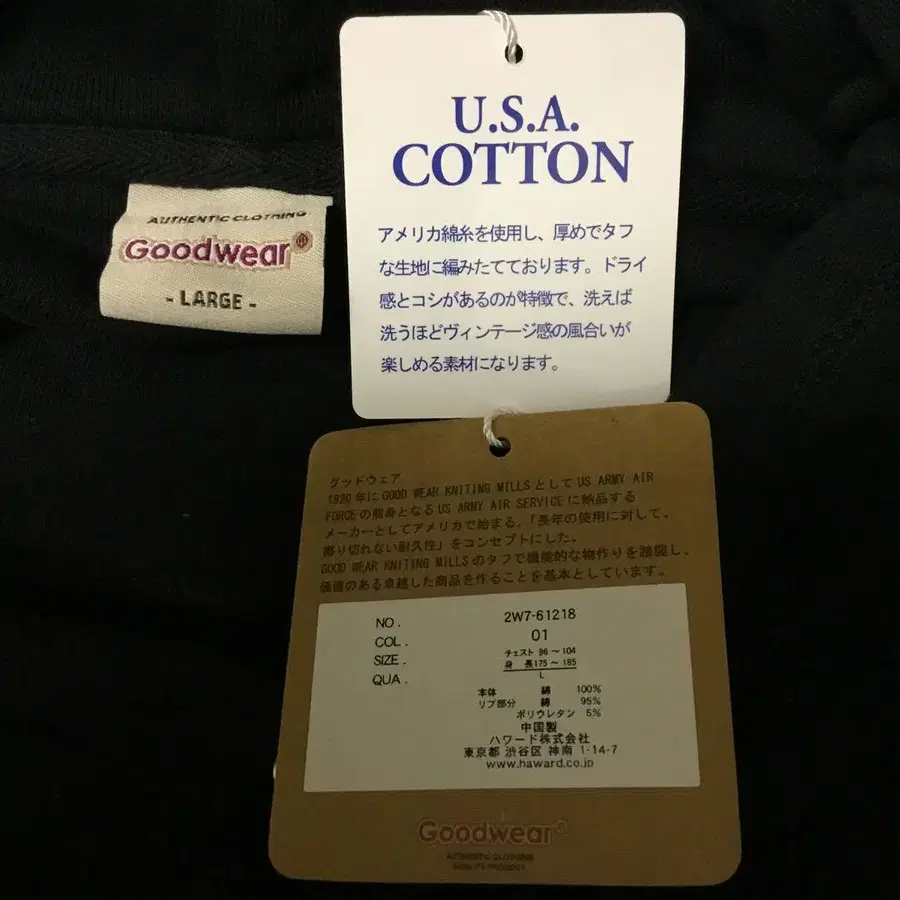 U.S.A.
COTTON
アメリカ綿糸を使用し、厚めでタフ
な生地に編みたてております。ドライ
感とコシがあるのが特徴で、洗えば
洗うほどヴィンテージ感の風合いが
楽しめる素材になります。
AUTHENTIC CLOTHING
Goodwear®
- LARGE -
グッドウェア
1920年にGOOD WEAR KNITING MILLSとしてUS ARMY AIR
FORCEの前身となるUS ARMY AIR SERVICEに納品する
メーカーとしてアメリカで始まる。「長年の使用に対して、
擦り切れない耐久性」をコンセプトにした、
GOOD WEAR KNITING MILLSのタフで機能的な物作りを踏襲し、
価値のある卓越した商品を作ることを基本としています。
NO. 2W7-61218
COL. 01
SIZE. チェスト 96～104
身 長175～185
L
QUA.
本体 綿 100%
リブ部分 綿 95%
ポリウレタン 5%
中国製
ハワード株式会社
東京都 渋谷区 神南 1-14-7
www.haward.co.jp
Goodwear®
AUTHENTIC CLOTHING
QUALITY PRODUCT